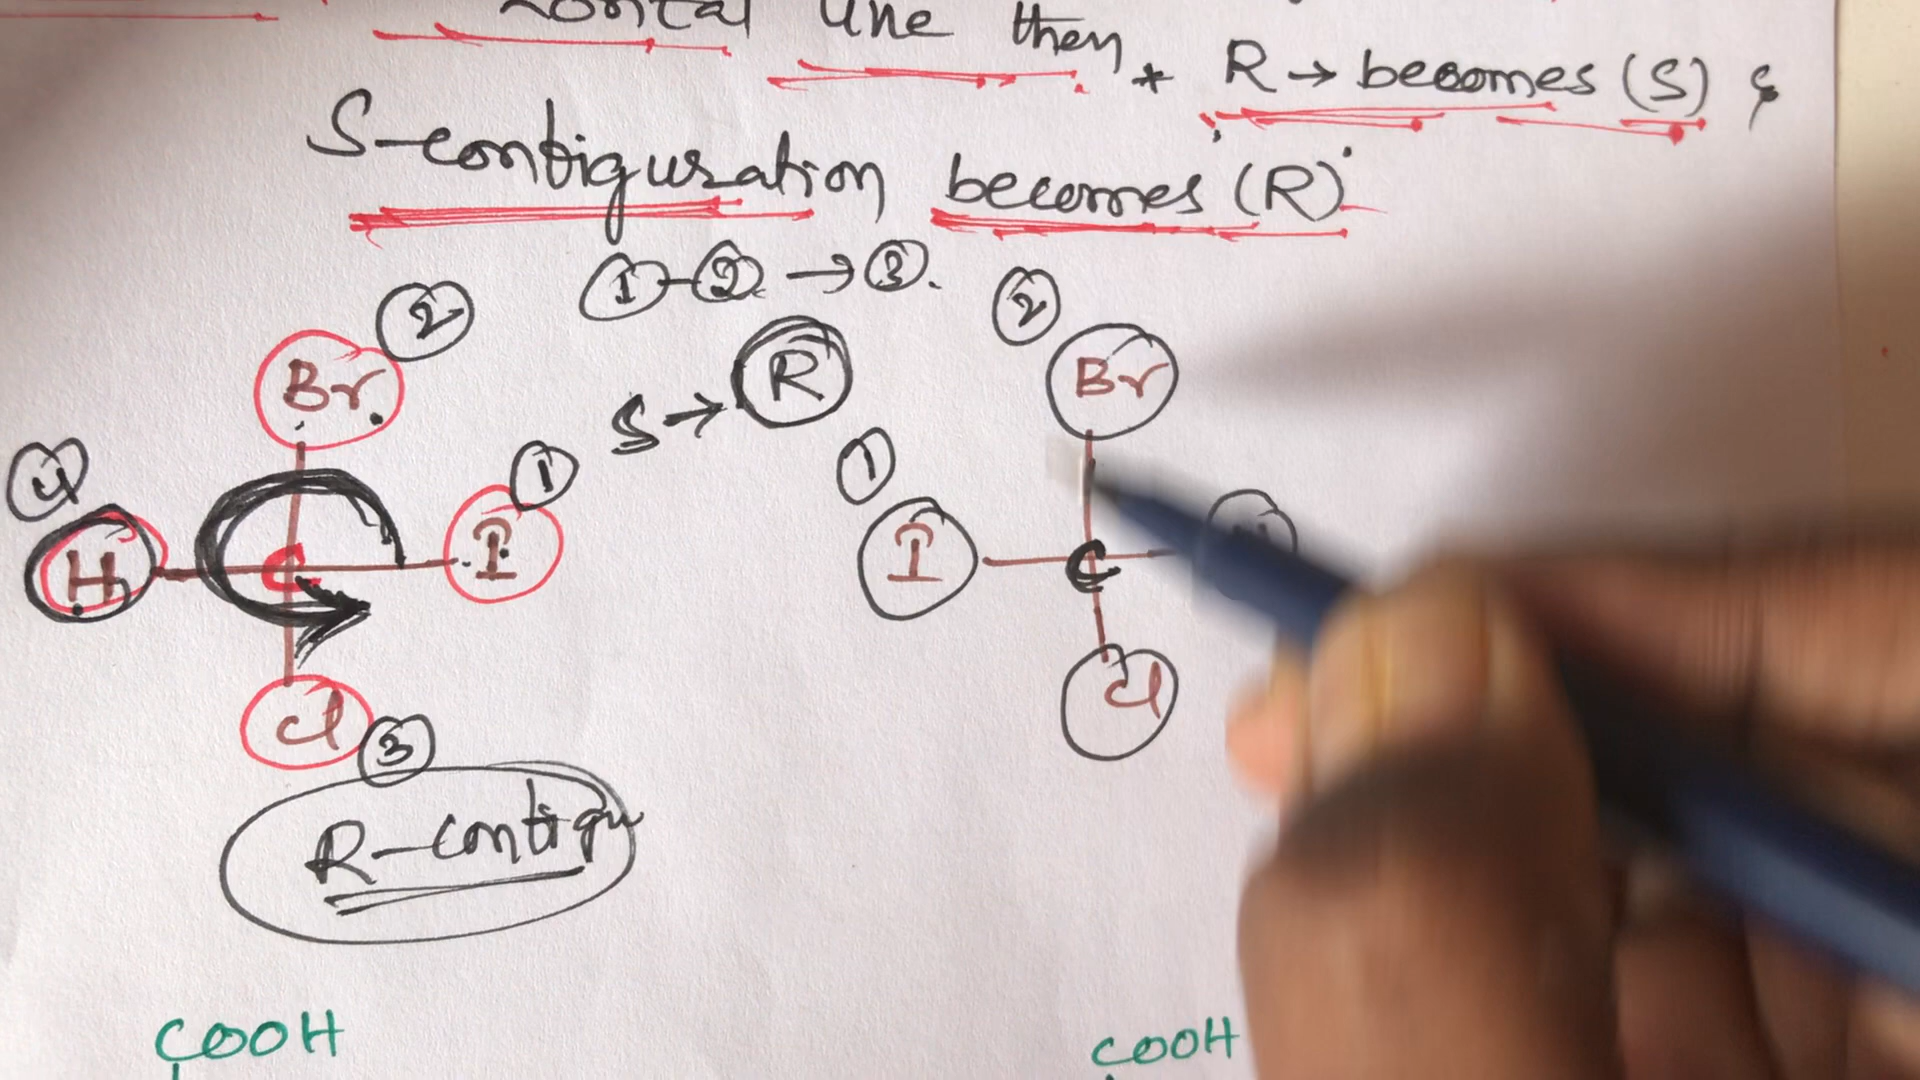 line then * R → becomes (S) &
S-configuration becomes (R)
① - ② → ③.
② ②
Br S → R Br
④ ① ①
H C I I C
Cl Cl
③
R-configu
COOH COOH